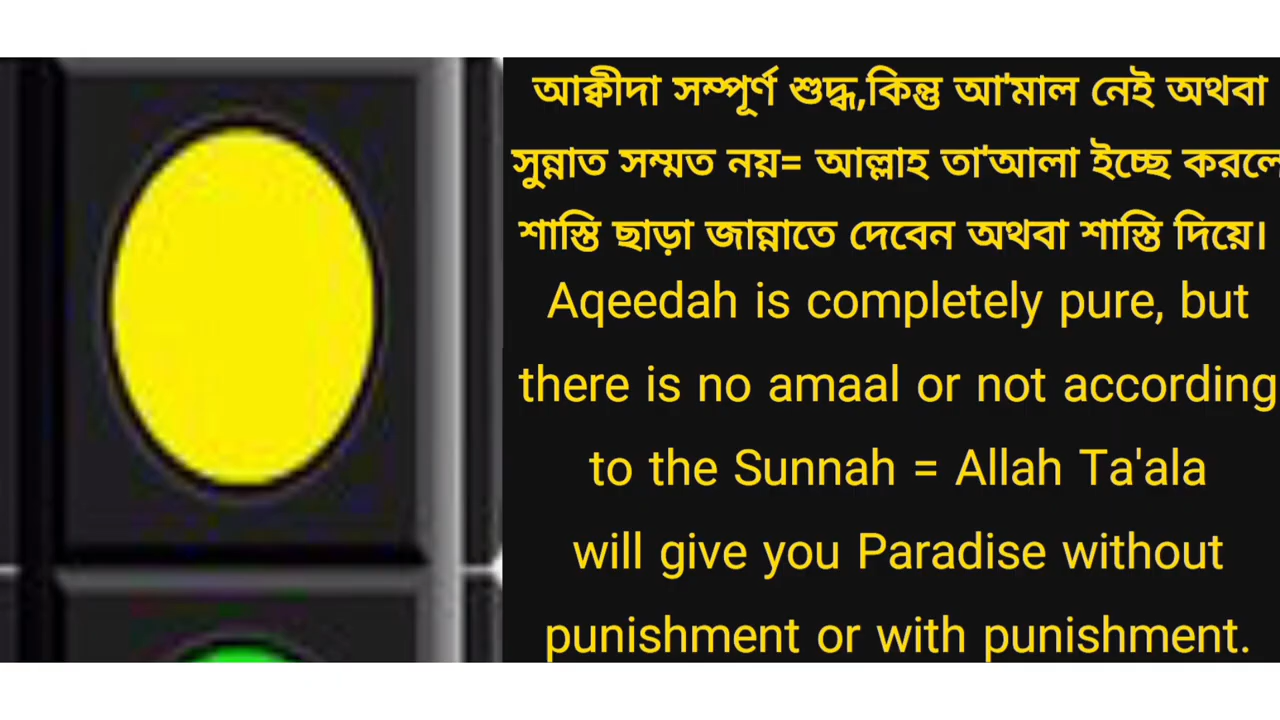 আক্বীদা সম্পূর্ণ শুদ্ধ,কিন্তু আ'মাল নেই অথবা
সুন্নাত সম্মত নয়= আল্লাহ তা'আলা ইচ্ছে করলে
শাস্তি ছাড়া জান্নাতে দেবেন অথবা শাস্তি দিয়ে।
Aqeedah is completely pure, but
there is no amaal or not according
to the Sunnah = Allah Ta'ala
will give you Paradise without
punishment or with punishment.